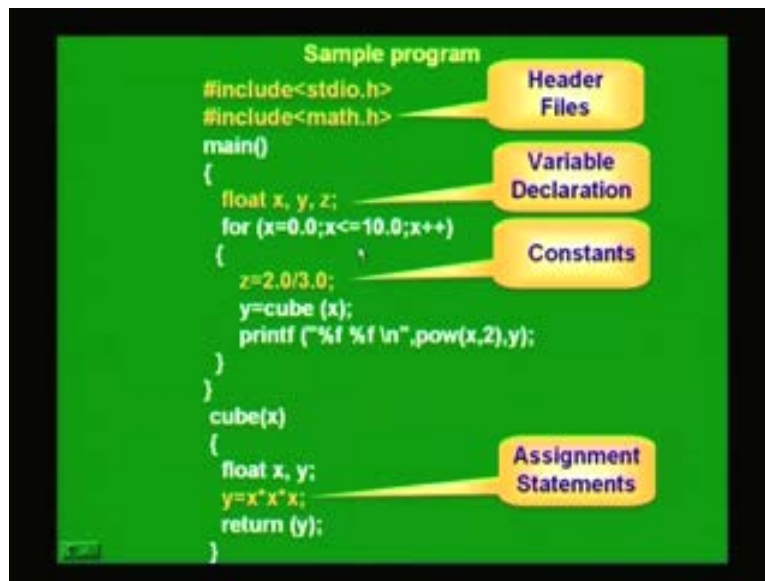 Sample program
#include<stdio.h>
Header
Files
#include<math.h>
main()
{
Variable
Declaration
float x, y, z;
for (x=0.0;x<=10.0;x++)
{
Constants
z=2.0/3.0;
y=cube (x);
printf ("%f %f \n",pow(x,2),y);
}
}
cube(x)
{
Assignment
Statements
float x, y;
y=x*x*x;
return (y);
}